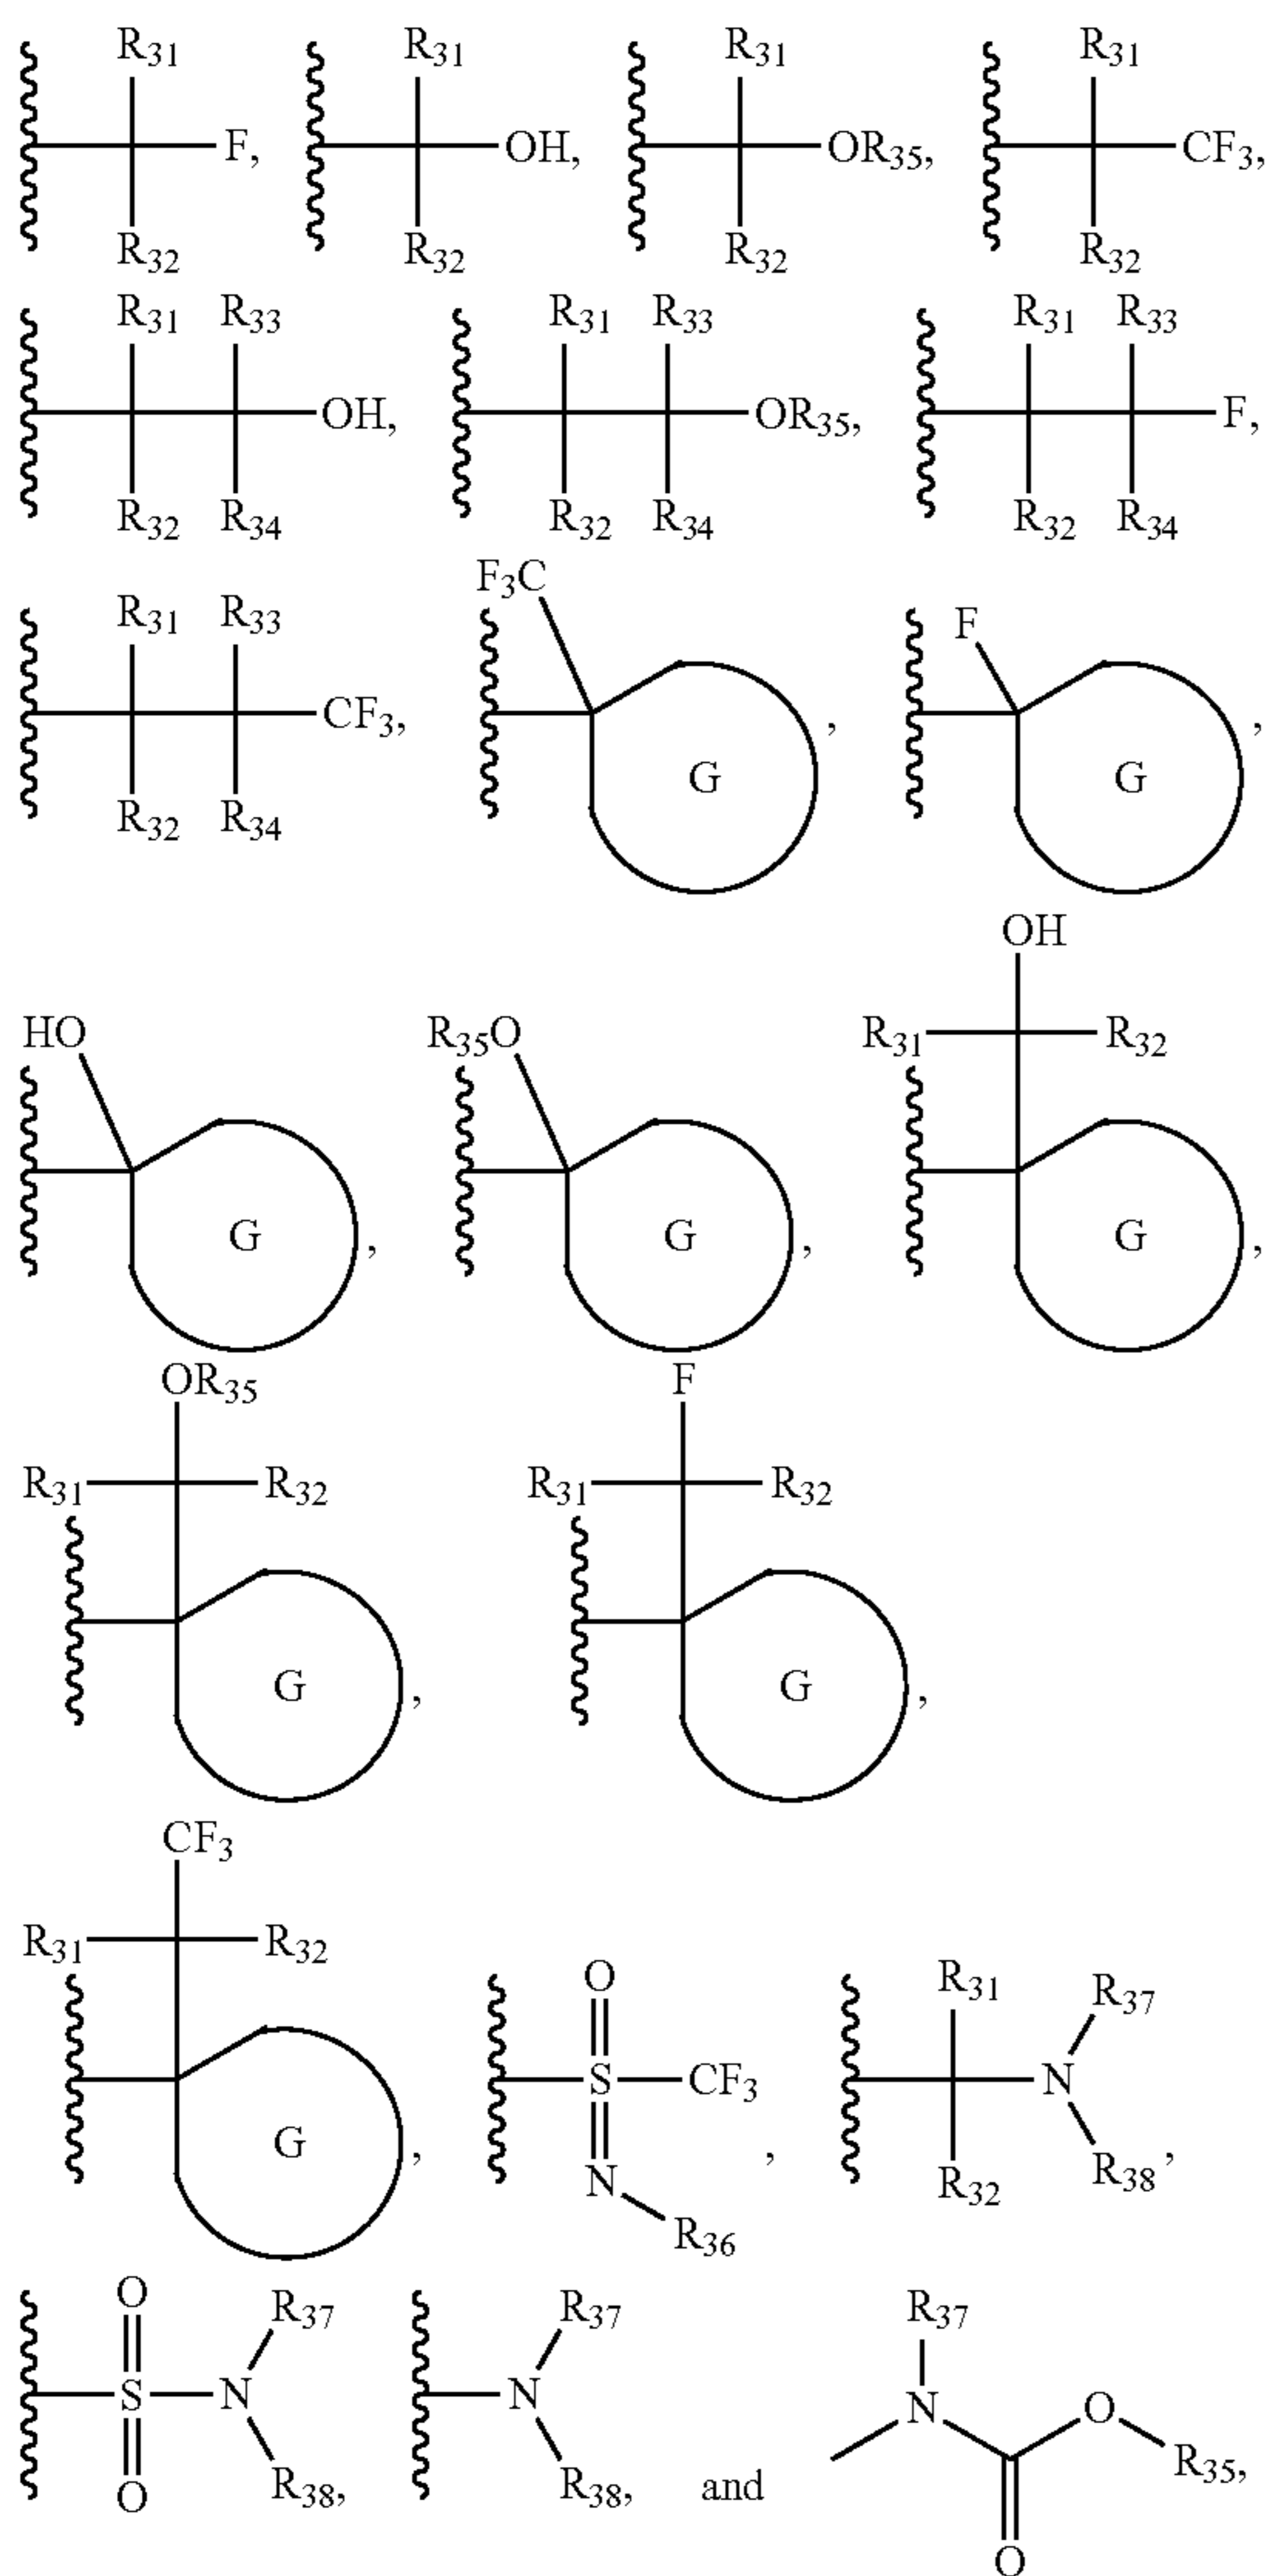 R31 R31 R31 R31
F, OH, OR35, CF3,
R32 R32 R32 R32
R31 R33 R31 R33 R31 R33
OH, OR35, F,
R32 R34 R32 R34 R32 R34
F3C
R31 R33 F
CF3, , ,
G G
R32 R34
OH
HO R35O R31 R32
G , G , G ,
OR35 F
R31 R32 R31 R32
G , G ,
CF3
R31 R32
O R31 R37
S CF3 N
G , , ,
N R36 R32 R38
O R37 R37 R37
S N N N O
O R38, R38, and R35,
O